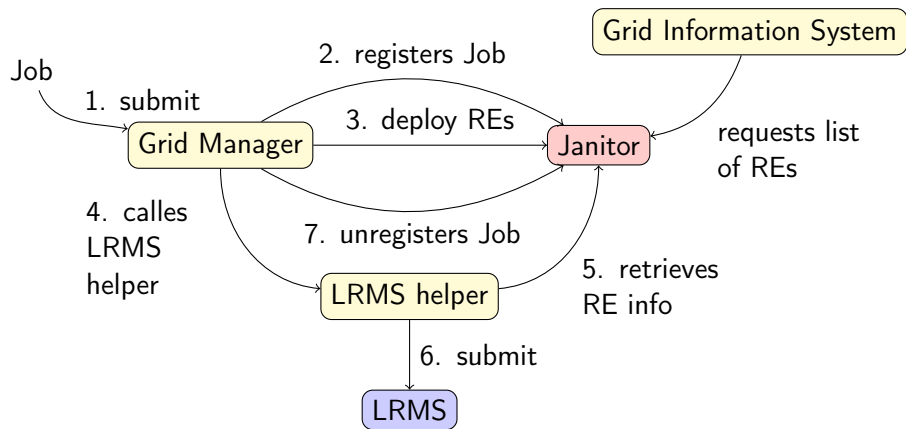 Grid Information System
Job
2. registers Job
1. submit
3. deploy REs
Grid Manager
Janitor
requests list
of REs
4. calles
LRMS
helper
7. unregisters Job
5. retrieves
RE info
LRMS helper
6. submit
LRMS